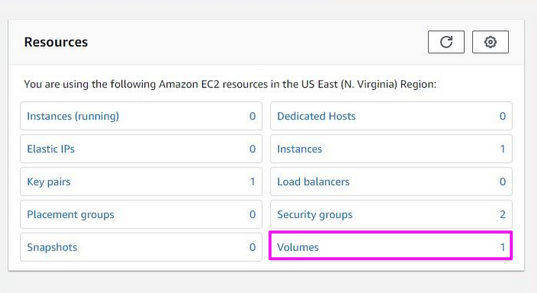 Resources
You are using the following Amazon EC2 resources in the US East (N. Virginia) Region:
Instances (running) 0 Dedicated Hosts 0
Elastic IPs 0 Instances 1
Key pairs 1 Load balancers 0
Placement groups 0 Security groups 2
Snapshots 0 Volumes 1